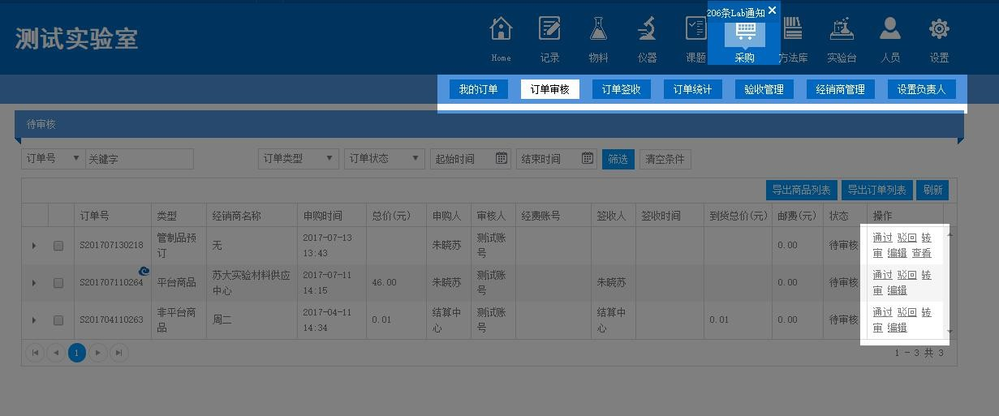 206条Lab通知 ×
测试实验室
Home 记录 物料 仪器 课题 采购 方法库 实验台 人员 设置
我的订单 订单审核 订单签收 订单统计 验收管理 经销商管理 设置负责人
待审核
订单号 关键字 订单类型 订单状态 起始时间 结束时间 筛选 清空条件
导出商品列表 导出订单列表 刷新
订单号 类型 经销商名称 申购时间 总价(元) 申购人 审核人 经费账号 签收人 签收时间 到货总价(元) 邮费(元) 状态 操作
S201707130218 管制品预 无 2017-07-13 朱晓苏 测试账 0.00 待审核 通过 驳回 转
订 13:43 号 审 编辑 查看
S201707110264 平台商品 苏大实验材料供应 2017-07-11 46.00 朱晓苏 测试账 朱晓苏 0.00 待审核 通过 驳回 转
中心 14:15 号 审 编辑
S201704110263 非平台商 周二 2017-04-11 0.01 结算中 测试账 结算中 0.01 0.00 待审核 通过 驳回 转
品 14:34 心 号 心 审 编辑
1 1 - 3 共 3